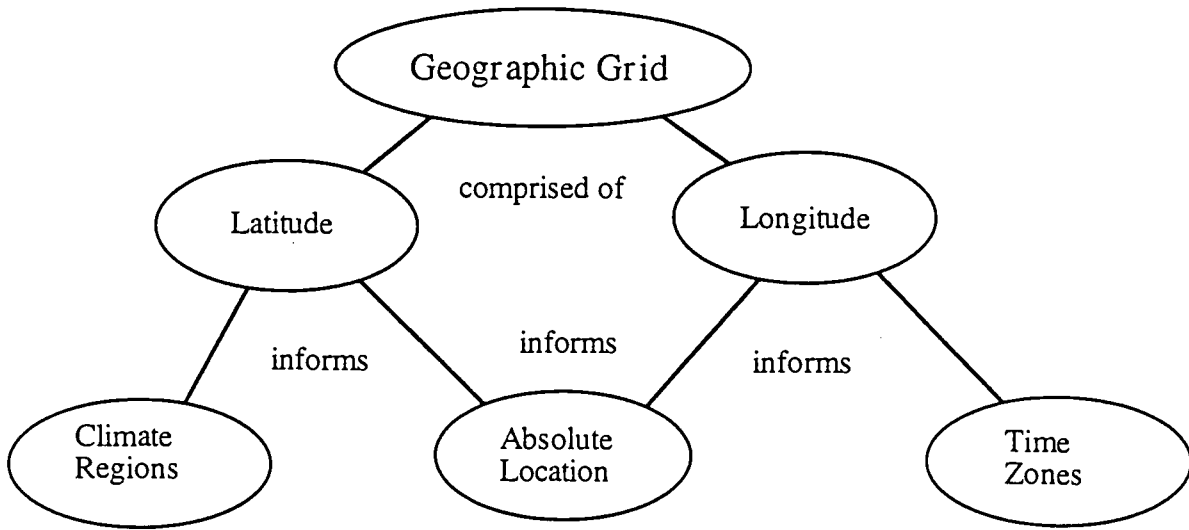 Geographic Grid
comprised of
Latitude
Longitude
informs
informs
informs
Climate
Regions
Absolute
Location
Time
Zones